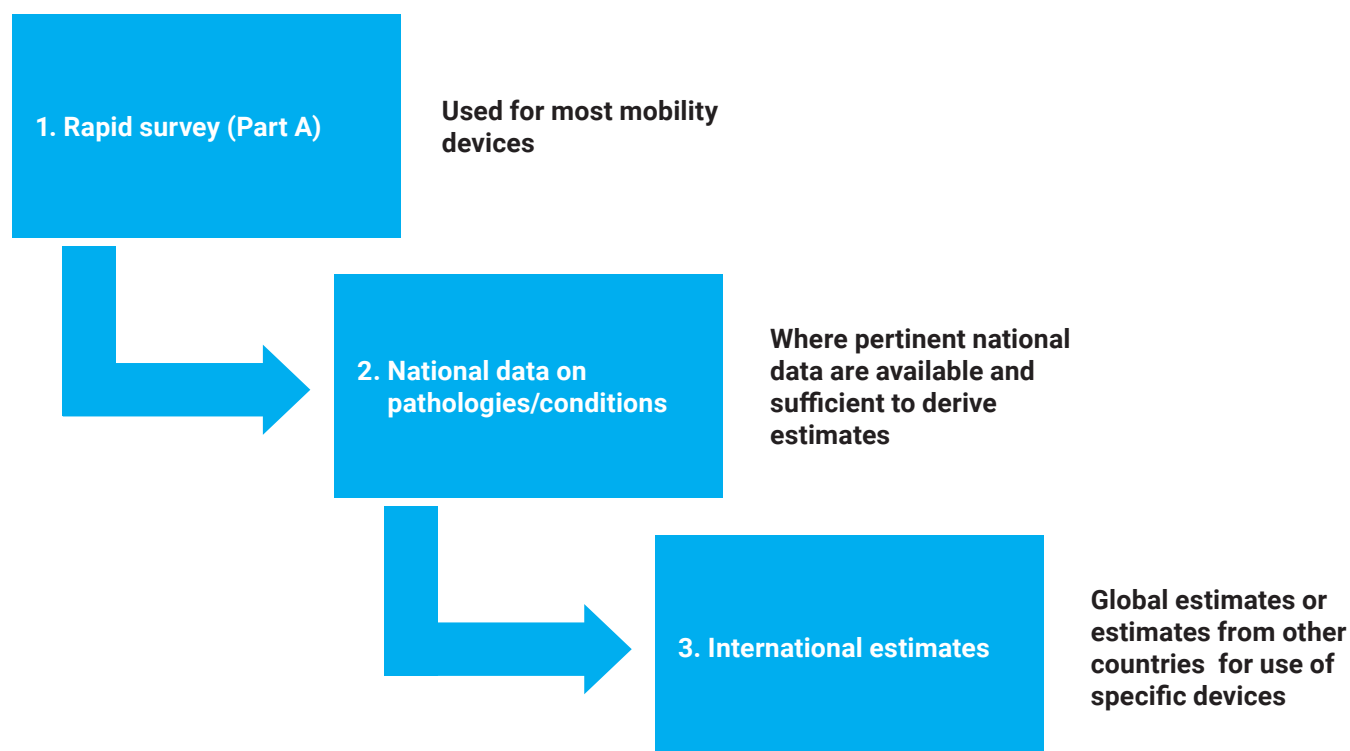 1. Rapid survey (Part A)
Used for most mobility
devices
2. National data on
pathologies/conditions
Where pertinent national
data are available and
sufficient to derive
estimates
3. International estimates
Global estimates or
estimates from other
countries  for use of
specific devices